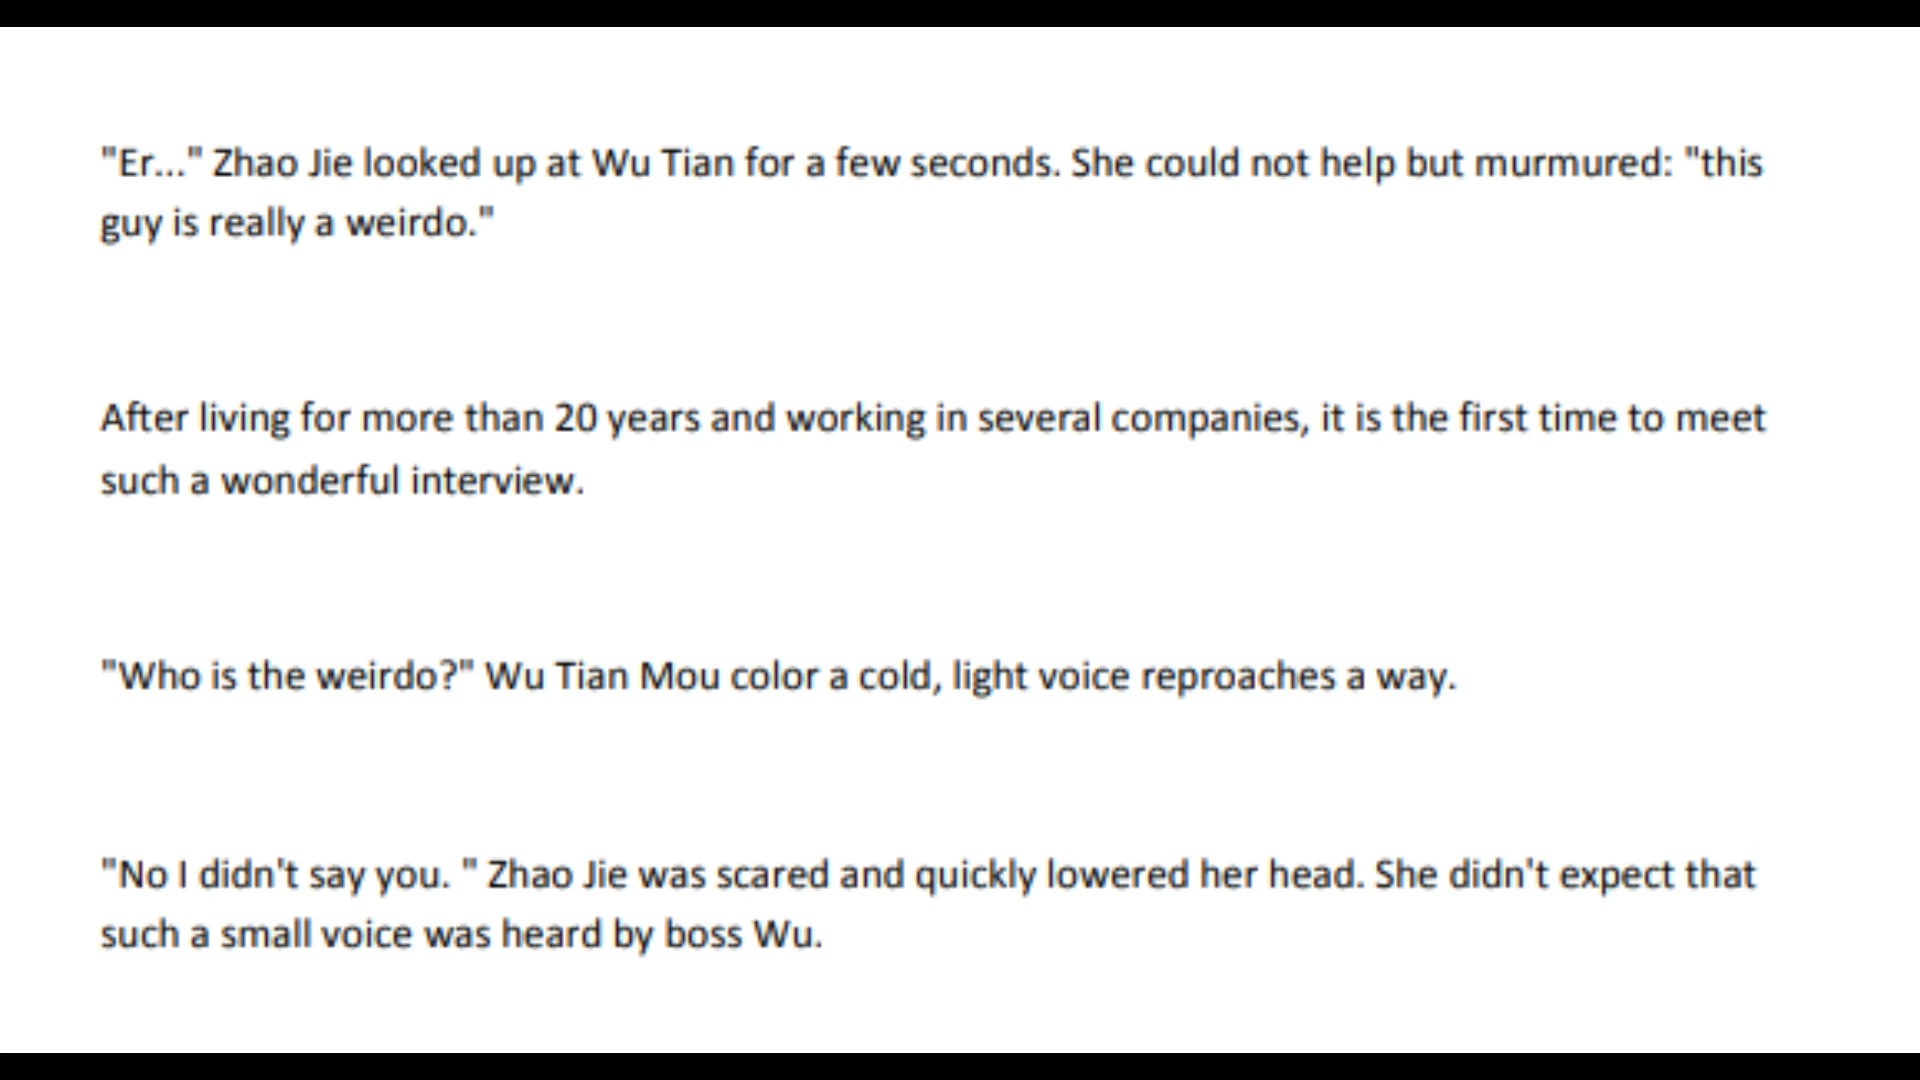 "Er..." Zhao Jie looked up at Wu Tian for a few seconds. She could not help but murmured: "this
guy is really a weirdo."
After living for more than 20 years and working in several companies, it is the first time to meet
such a wonderful interview.
"Who is the weirdo?" Wu Tian Mou color a cold, light voice reproaches a way.
"No I didn't say you. " Zhao Jie was scared and quickly lowered her head. She didn't expect that
such a small voice was heard by boss Wu.